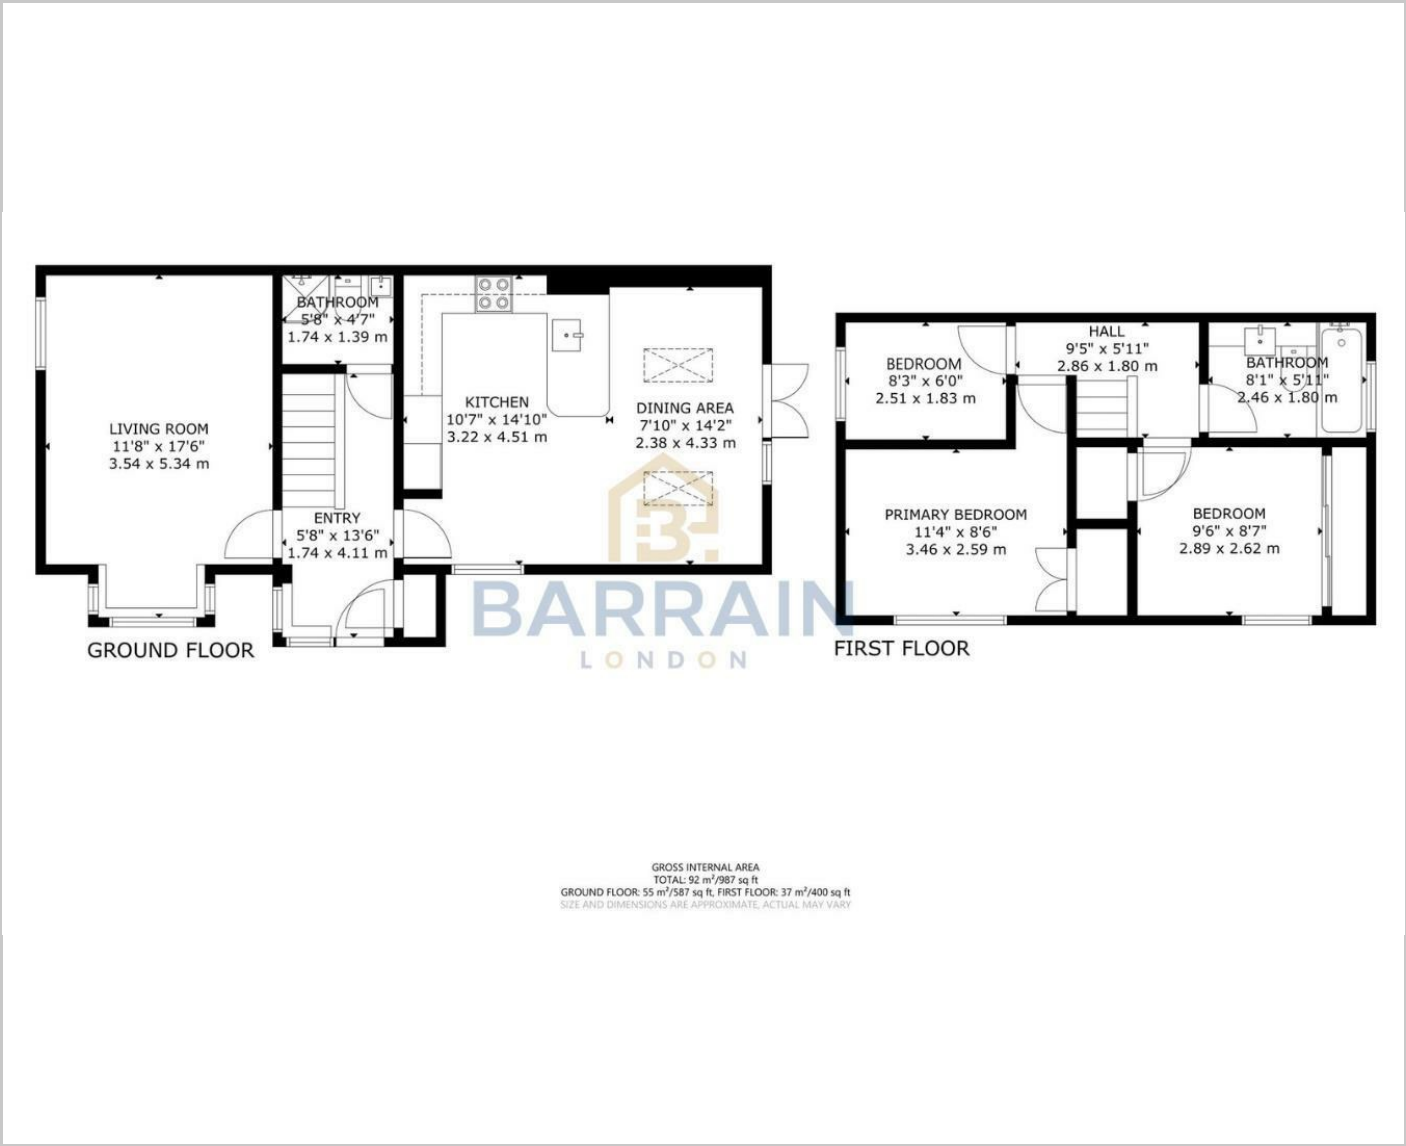 BATHROOM
5'8" x 4'7"
1.74 x 1.39 m
LIVING ROOM
11'8" x 17'6"
3.54 x 5.34 m
KITCHEN
10'7" x 14'10"
3.22 x 4.51 m
DINING AREA
7'10" x 14'2"
2.38 x 4.33 m
ENTRY
5'8" x 13'6"
1.74 x 4.11 m
GROUND FLOOR
B
BARRAIN
LONDON
BEDROOM
8'3" x 6'0"
2.51 x 1.83 m
HALL
9'5" x 5'11"
2.86 x 1.80 m
BATHROOM
8'1" x 5'11"
2.46 x 1.80 m
PRIMARY BEDROOM
11'4" x 8'6"
3.46 x 2.59 m
BEDROOM
9'6" x 8'7"
2.89 x 2.62 m
FIRST FLOOR
GROSS INTERNAL AREA
TOTAL: 92 m²/987 sq ft
GROUND FLOOR: 55 m²/587 sq ft, FIRST FLOOR: 37 m²/400 sq ft
SIZE AND DIMENSIONS ARE APPROXIMATE, ACTUAL MAY VARY